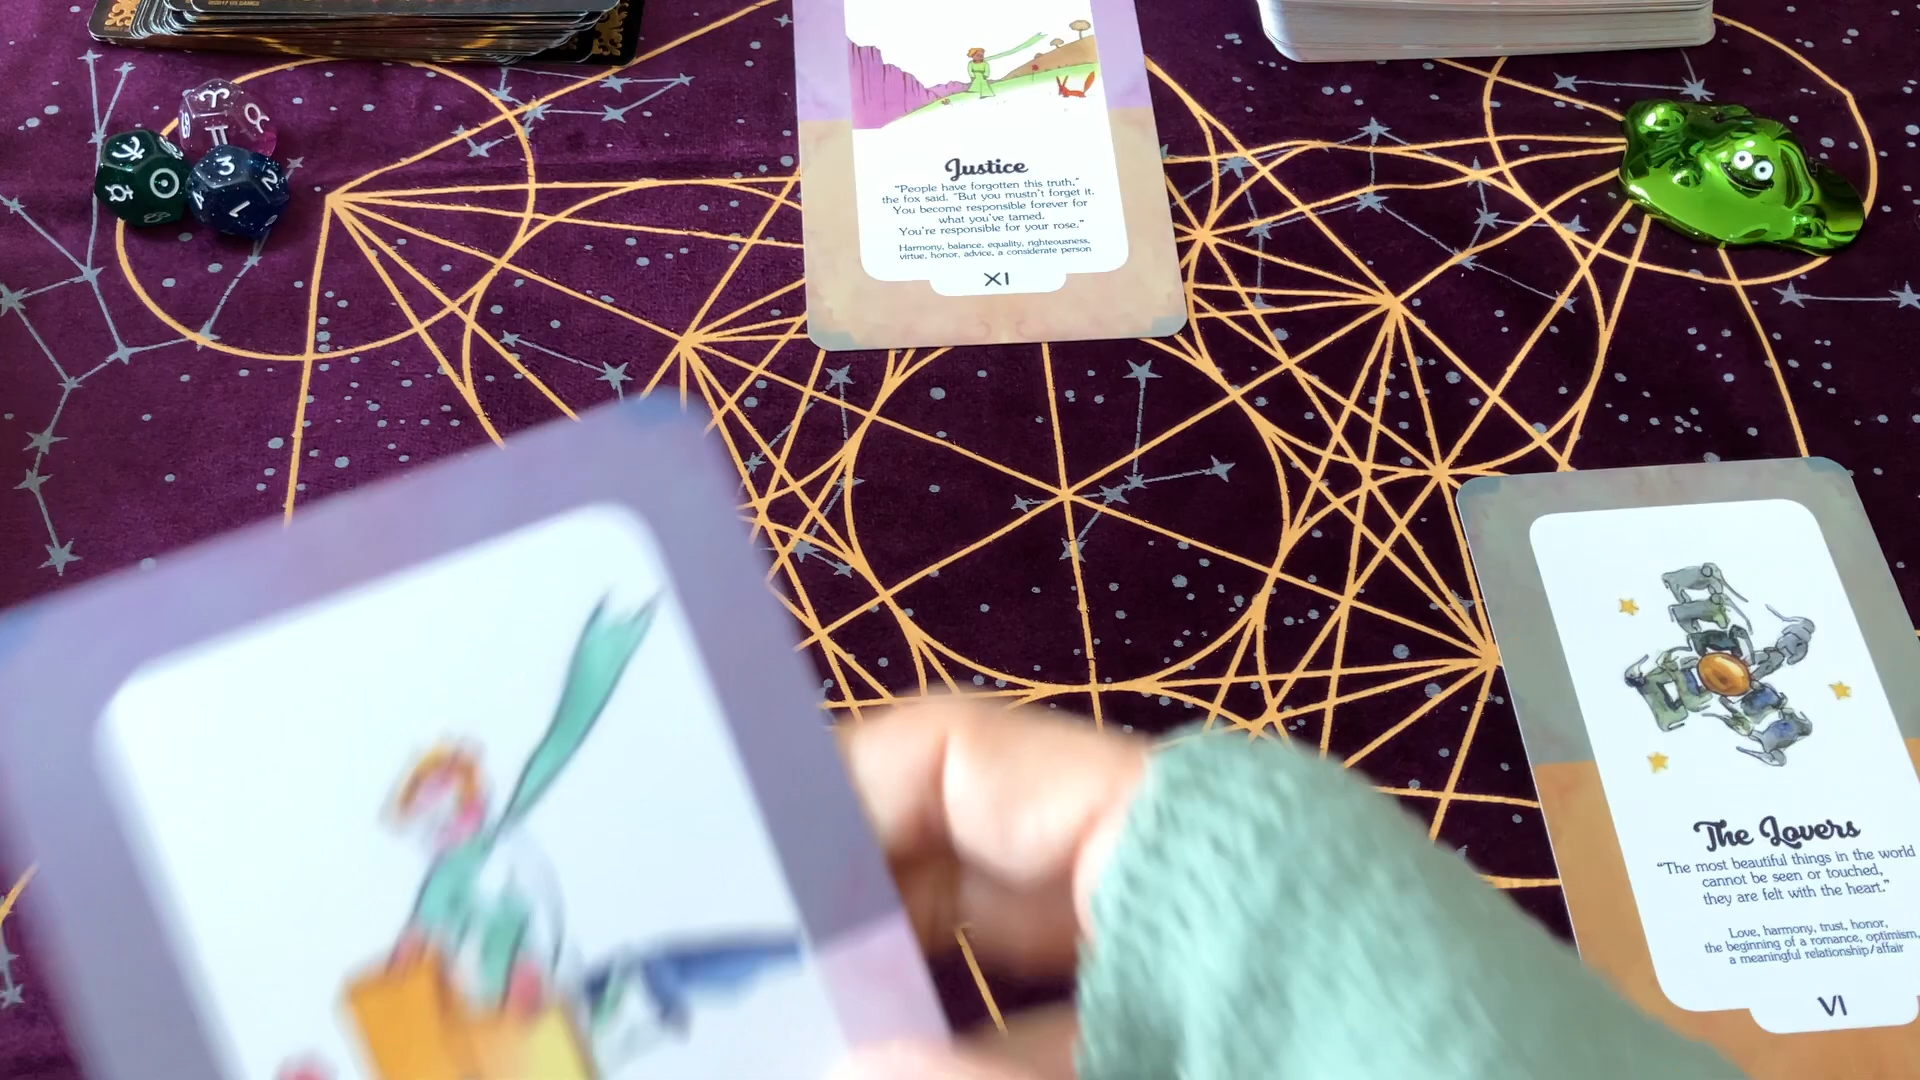 Justice
"People have forgotten this truth,"
the fox said. "But you mustn't forget it.
You become responsible forever for
what you've tamed.
You're responsible for your rose."
Harmony, balance, equality, righteousness,
virtue, honor, advice, a considerate person
XI
3
2
1
The Lovers
"The most beautiful things in the world
cannot be seen or touched,
they are felt with the heart."
Love, harmony, trust, honor,
the beginning of a romance, optimism,
a meaningful relationship/affair
VI